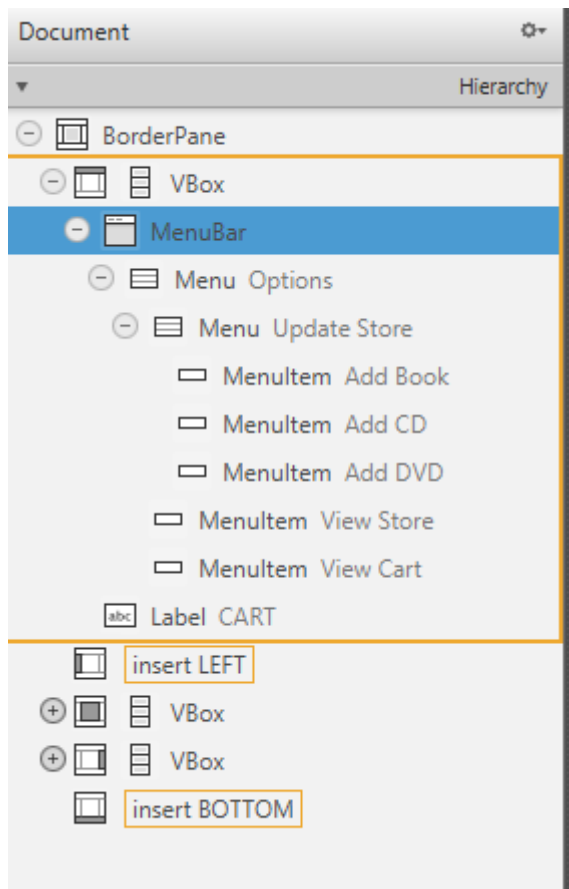 Document
Hierarchy
BorderPane
VBox
MenuBar
Menu Options
Menu Update Store
MenuItem Add Book
MenuItem Add CD
MenuItem Add DVD
MenuItem View Store
MenuItem View Cart
abc Label CART
insert LEFT
VBox
VBox
insert BOTTOM